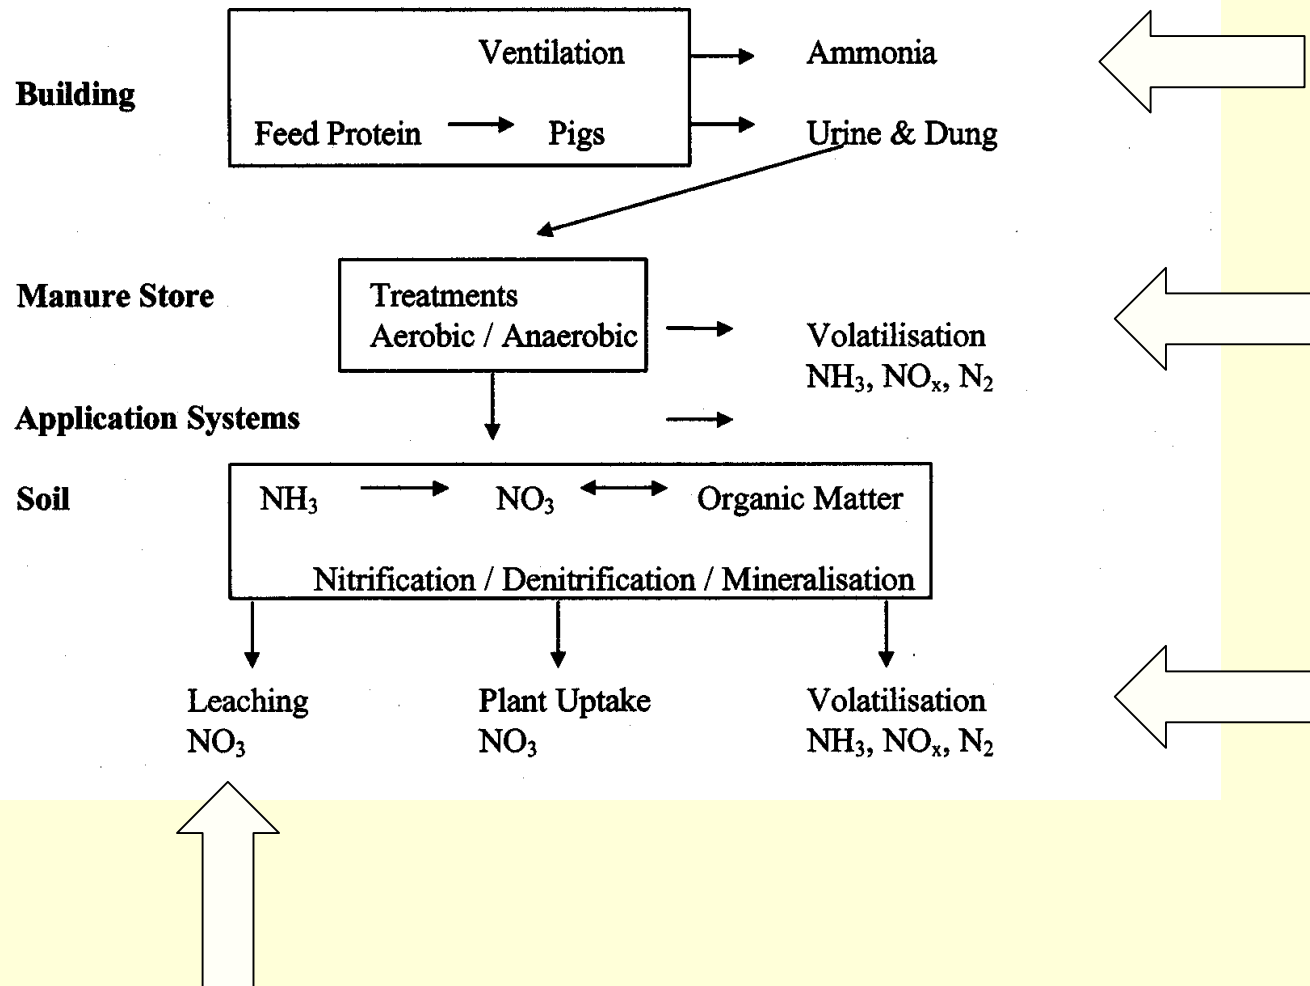 Ventilation Ammonia
Building
Feed Protein Pigs Urine & Dung
Manure Store Treatments
Aerobic / Anaerobic Volatilisation
NH₃, NOₓ, N₂
Application Systems
Soil NH₃ NO₃ Organic Matter
Nitrification / Denitrification / Mineralisation
Leaching Plant Uptake Volatilisation
NO₃ NO₃ NH₃, NOₓ, N₂